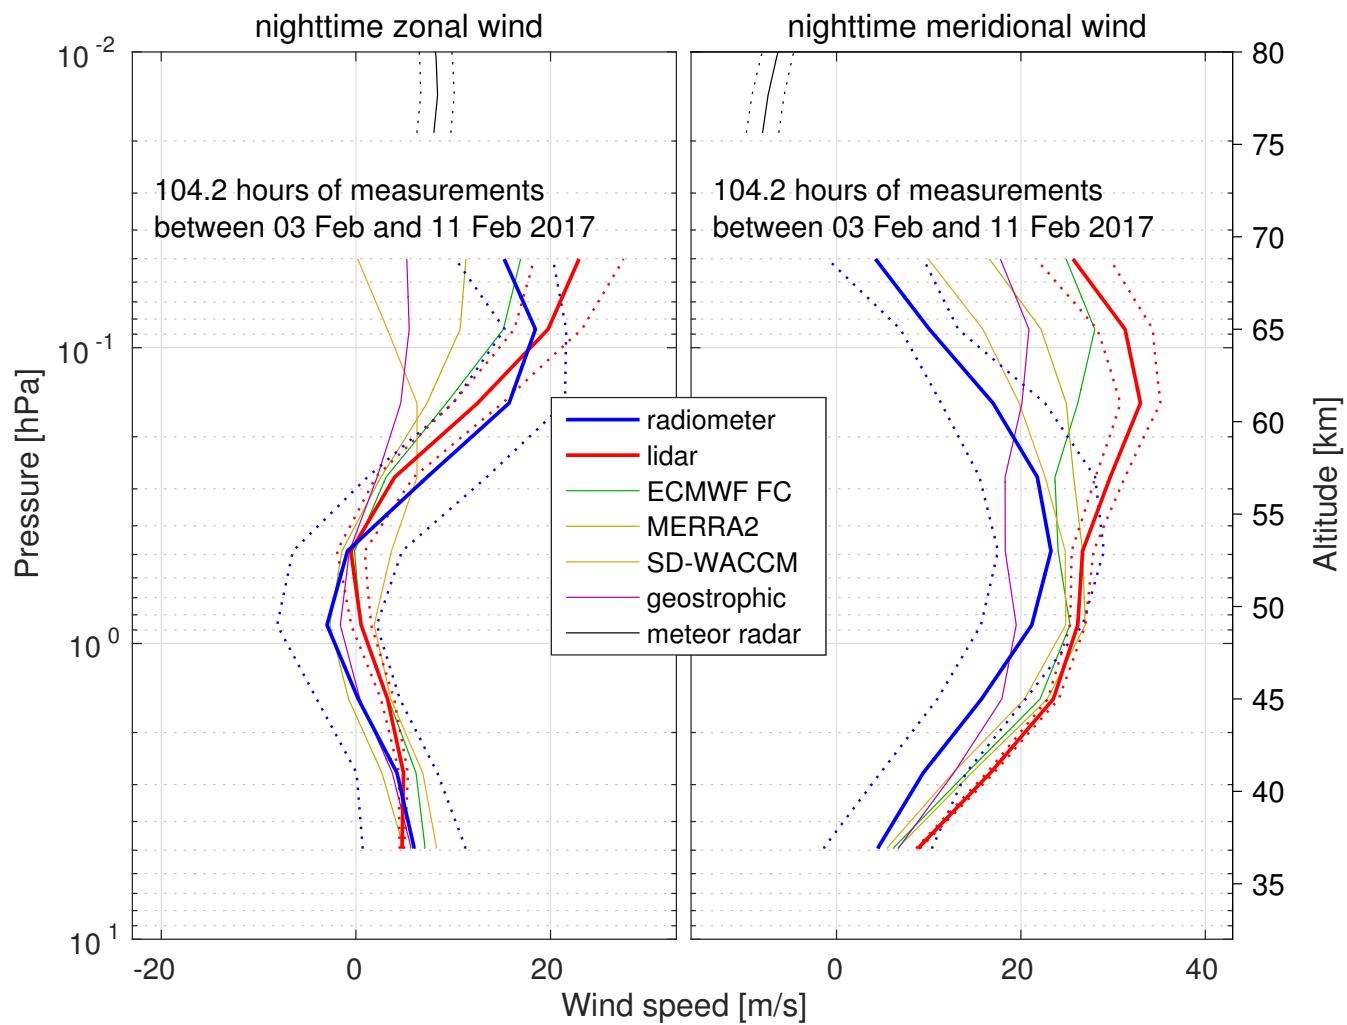 nighttime zonal wind
nighttime meridional wind
10^-2
10^-1
10^0
10^1
Pressure [hPa]
104.2 hours of measurements
between 03 Feb and 11 Feb 2017
104.2 hours of measurements
between 03 Feb and 11 Feb 2017
radiometer
lidar
ECMWF FC
MERRA2
SD-WACCM
geostrophic
meteor radar
80
75
70
65
60
55
50
45
40
35
Altitude [km]
-20
0
20
0
20
40
Wind speed [m/s]